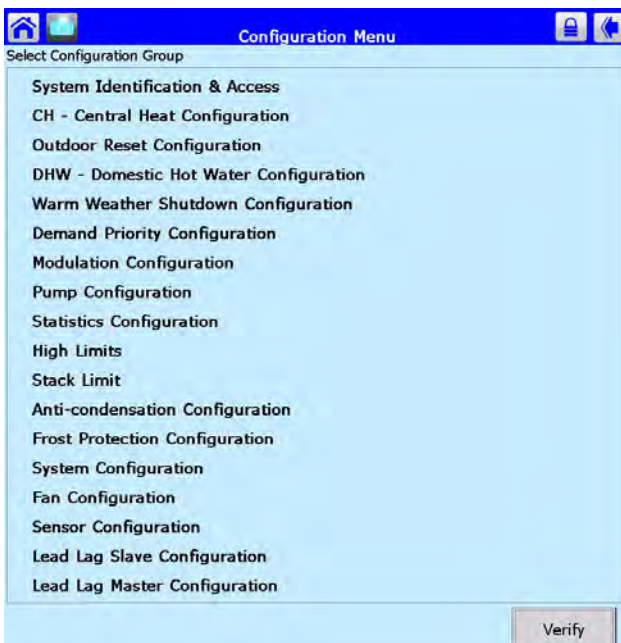 Configuration Menu
Select Configuration Group
System Identification & Access
CH - Central Heat Configuration
Outdoor Reset Configuration
DHW - Domestic Hot Water Configuration
Warm Weather Shutdown Configuration
Demand Priority Configuration
Modulation Configuration
Pump Configuration
Statistics Configuration
High Limits
Stack Limit
Anti-condensation Configuration
Frost Protection Configuration
System Configuration
Fan Configuration
Sensor Configuration
Lead Lag Slave Configuration
Lead Lag Master Configuration
Verify